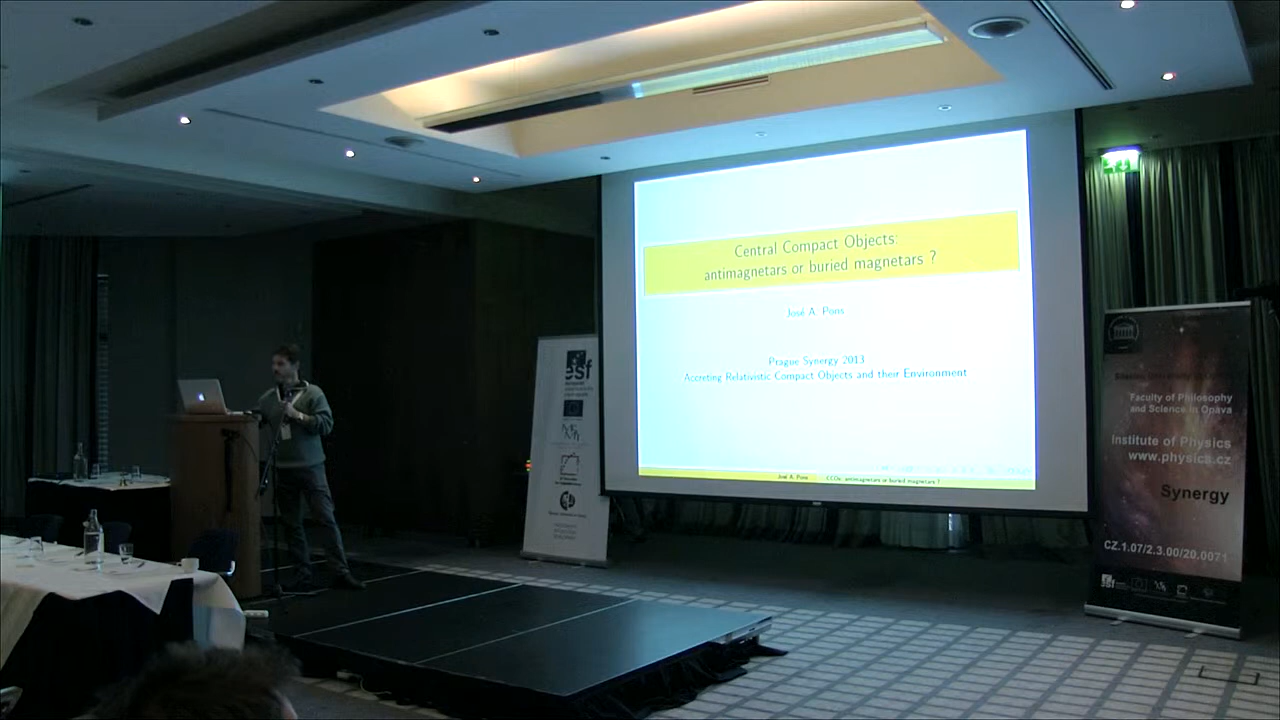 Central Compact Objects:
antimagnetars or buried magnetars ?
José A. Pons
Prague Synergy 2013
Accreting Relativistic Compact Objects and their Environment
José A. Pons
CCOs: antimagnetars or buried magnetars ?
esf
Faculty of Philosophy
and Science in Opava
Institute of Physics
www.physics.cz
Synergy
CZ.1.07/2.3.00/20.0071
esf